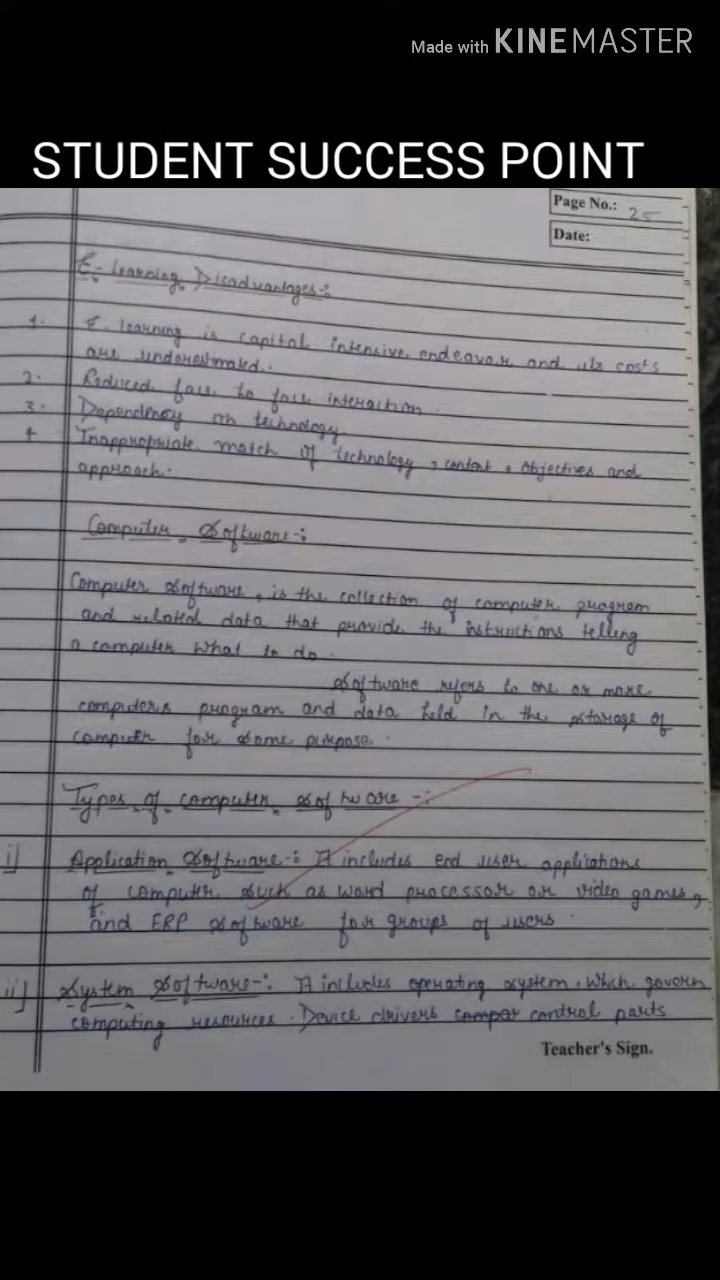 Made with KINEMASTER
STUDENT SUCCESS POINT
Page No.: 25
Date:
E-learning Disadvantages:-
1. E-learning is capital intensive endeavor and its costs
are underestimated.
2. Reduced face to face interaction.
3. Dependency on technology
4 Inappropriate match of technology, content, objectives and
approach.
Computer Software:-
Computer software, is the collection of computer program
and related data that provide the instructions telling
a computer what to do.
Software refers to one or more
computers program and data held in the storage of
computer for some purpose.
Types of computer software -:
i) Application Software:- It includes end user applications
of computer such as word processor or video games,
and ERP software for groups of users.
ii) System Software-: It includes operating system, which govern
computing resources. Device drivers compar control parts
Teacher's Sign.